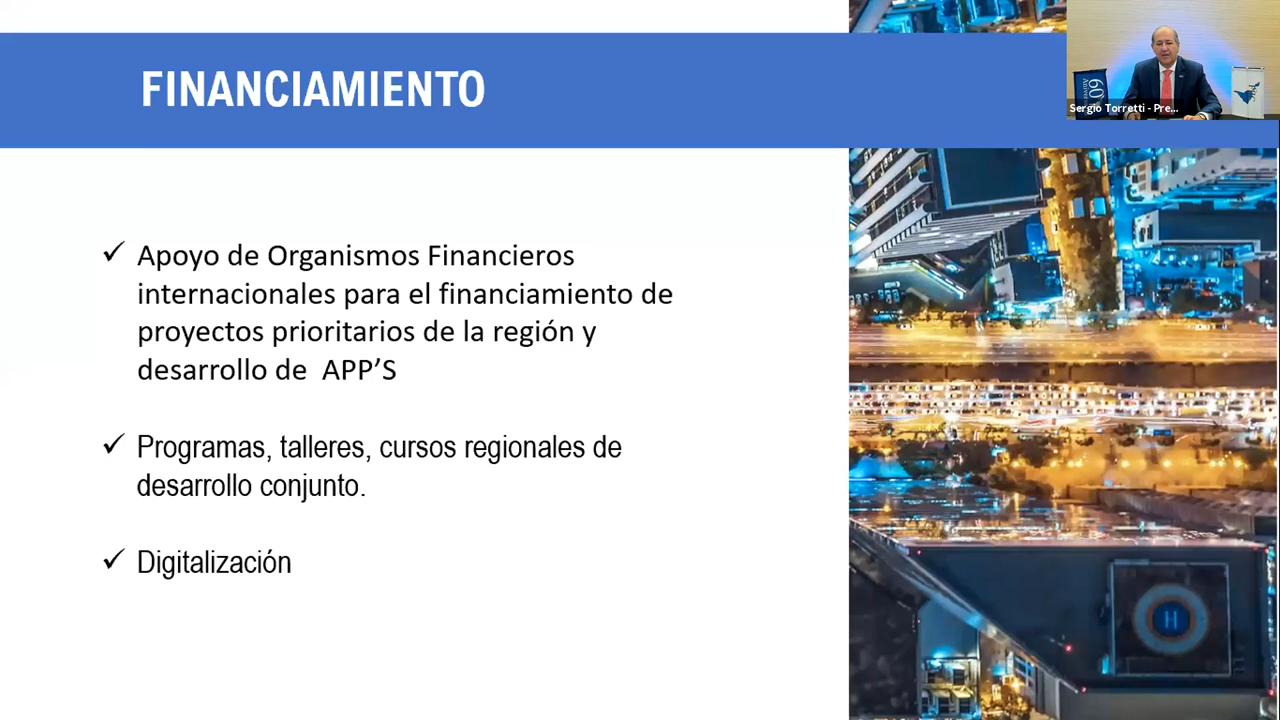 FINANCIAMIENTO
Sergio Torretti - Pre...
60
✓ Apoyo de Organismos Financieros
internacionales para el financiamiento de
proyectos prioritarios de la región y
desarrollo de APP’S
✓ Programas, talleres, cursos regionales de
desarrollo conjunto.
✓ Digitalización
H